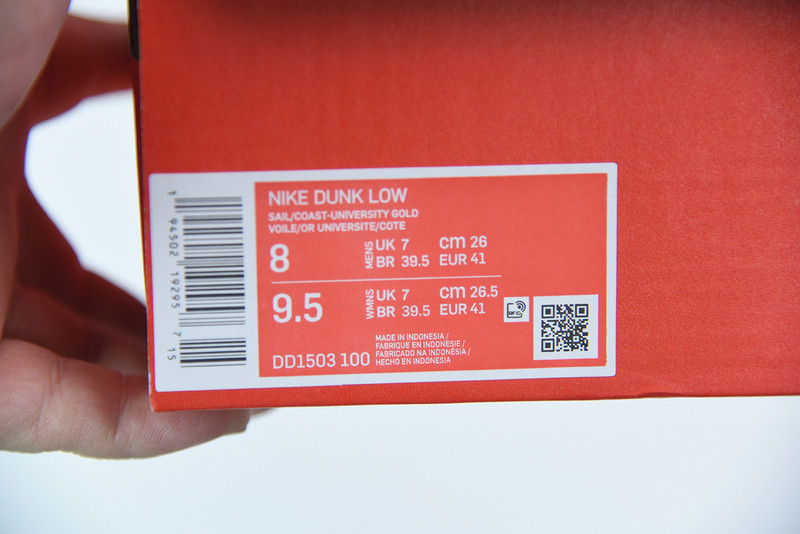 NIKE DUNK LOW
SAIL/COAST-UNIVERSITY GOLD
VOILE/OR UNIVERSITE/COTE
8 MENS UK 7 cm 26
BR 39.5 EUR 41
9.5 WMNS UK 7 cm 26.5
BR 39.5 EUR 41
RFID
DD1503 100
MADE IN INDONESIA /
FABRIQUE EN INDONESIE /
FABRICADO NA INDONÉSIA /
HECHO EN INDONESIA
1 94502 19295 7 15